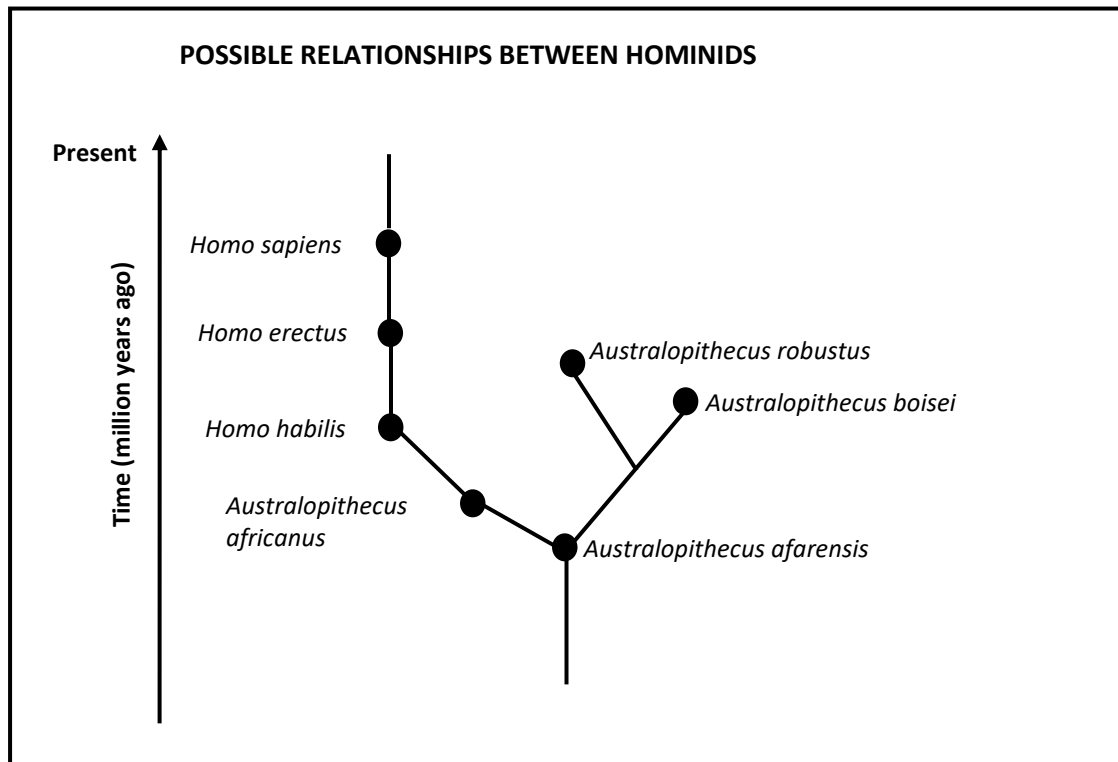 POSSIBLE RELATIONSHIPS BETWEEN HOMINIDS
Present
Time (million years ago)
Homo sapiens
Homo erectus
Australopithecus robustus
Australopithecus boisei
Homo habilis
Australopithecus
africanus
Australopithecus afarensis